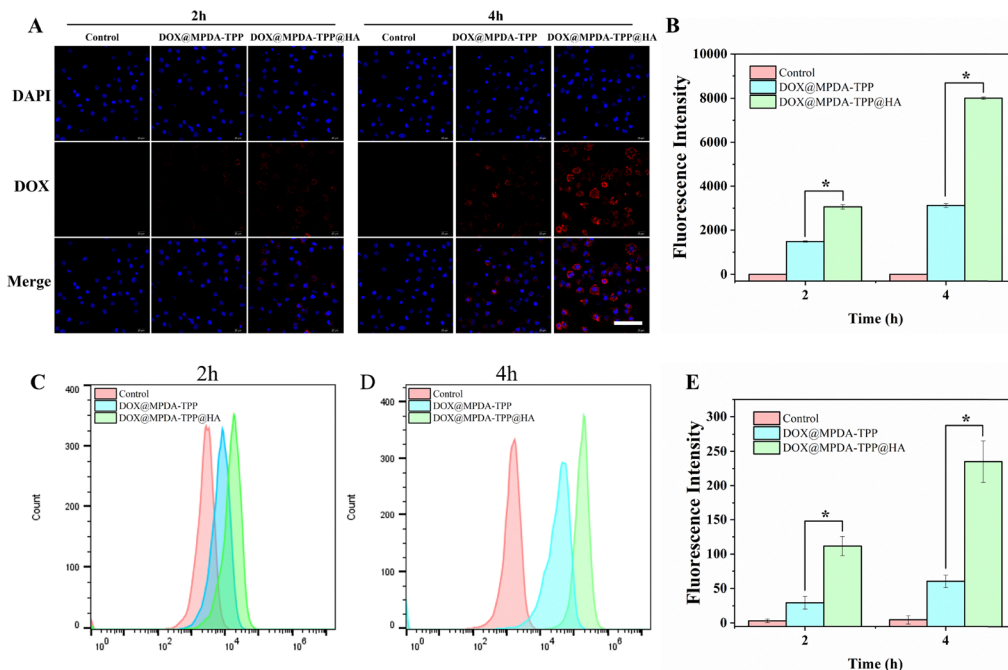 A
2h
4h
Control DOX@MPDA-TPP DOX@MPDA-TPP@HA
Control DOX@MPDA-TPP DOX@MPDA-TPP@HA
DAPI
DOX
Merge
B
Fluorescence Intensity
10000
8000
6000
4000
2000
0
Control
DOX@MPDA-TPP
DOX@MPDA-TPP@HA
*
*
2 4
Time (h)
C
2h
Count
400
300
200
100
0
Control
DOX@MPDA-TPP
DOX@MPDA-TPP@HA
10^0 10^2 10^4 10^6
D
4h
Count
400
300
200
100
0
Control
DOX@MPDA-TPP
DOX@MPDA-TPP@HA
10^0 10^2 10^4 10^6
E
Fluorescence Intensity
300
250
200
150
100
50
0
Control
DOX@MPDA-TPP
DOX@MPDA-TPP@HA
*
*
2 4
Time (h)